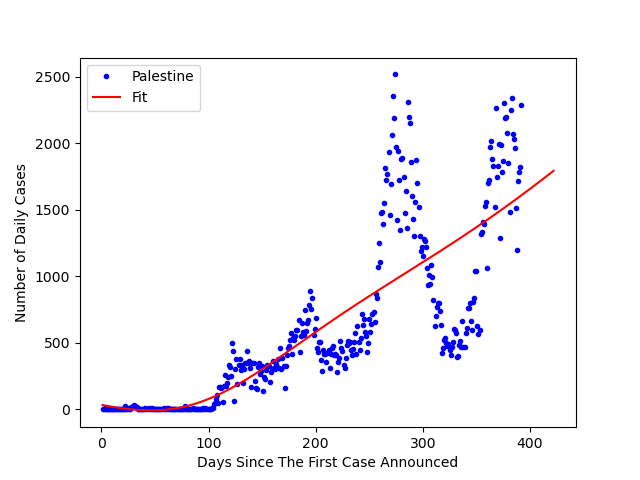 Palestine
Fit
2500
2000
1500
1000
500
0
Number of Daily Cases
0 100 200 300 400
Days Since The First Case Announced